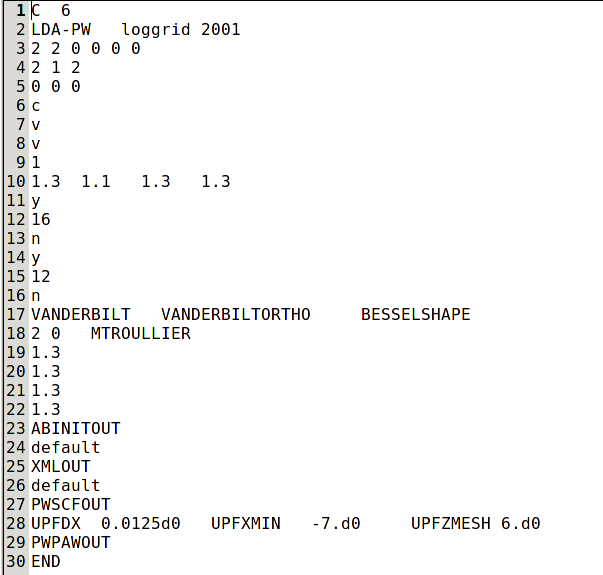 1 C  6
2 LDA-PW   loggrid 2001
3 2 2 0 0 0 0
4 2 1 2
5 0 0 0
6 c
7 v
8 v
9 1
10 1.3  1.1   1.3   1.3
11 y
12 16
13 n
14 y
15 12
16 n
17 VANDERBILT   VANDERBILTORTHO     BESSELSHAPE
18 2 0   MTROULLIER
19 1.3
20 1.3
21 1.3
22 1.3
23 ABINITOUT
24 default
25 XMLOUT
26 default
27 PWSCFOUT
28 UPFDX  0.0125d0   UPFXMIN   -7.d0     UPFZMESH 6.d0
29 PWPAWOUT
30 END